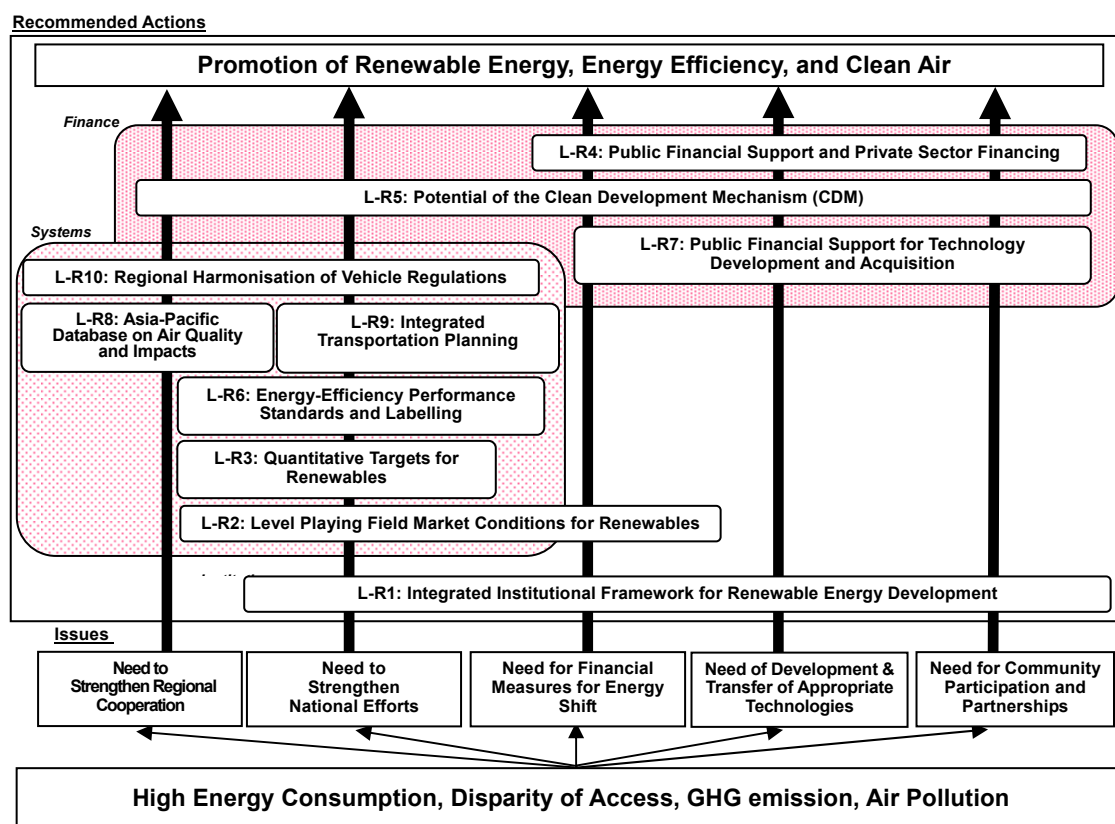 Recommended Actions
Promotion of Renewable Energy, Energy Efficiency, and Clean Air
Finance
L-R4: Public Financial Support and Private Sector Financing
L-R5: Potential of the Clean Development Mechanism (CDM)
Systems
L-R7: Public Financial Support for Technology
Development and Acquisition
L-R10: Regional Harmonisation of Vehicle Regulations
L-R8: Asia-Pacific
Database on Air Quality
and Impacts
L-R9: Integrated
Transportation Planning
L-R6: Energy-Efficiency Performance
Standards and Labelling
L-R3: Quantitative Targets for
Renewables
L-R2: Level Playing Field Market Conditions for Renewables
L-R1: Integrated Institutional Framework for Renewable Energy Development
Issues
Need to
Strengthen Regional
Cooperation
Need to
Strengthen
National Efforts
Need for Financial
Measures for Energy
Shift
Need of Development &
Transfer of Appropriate
Technologies
Need for Community
Participation and
Partnerships
High Energy Consumption, Disparity of Access, GHG emission, Air Pollution